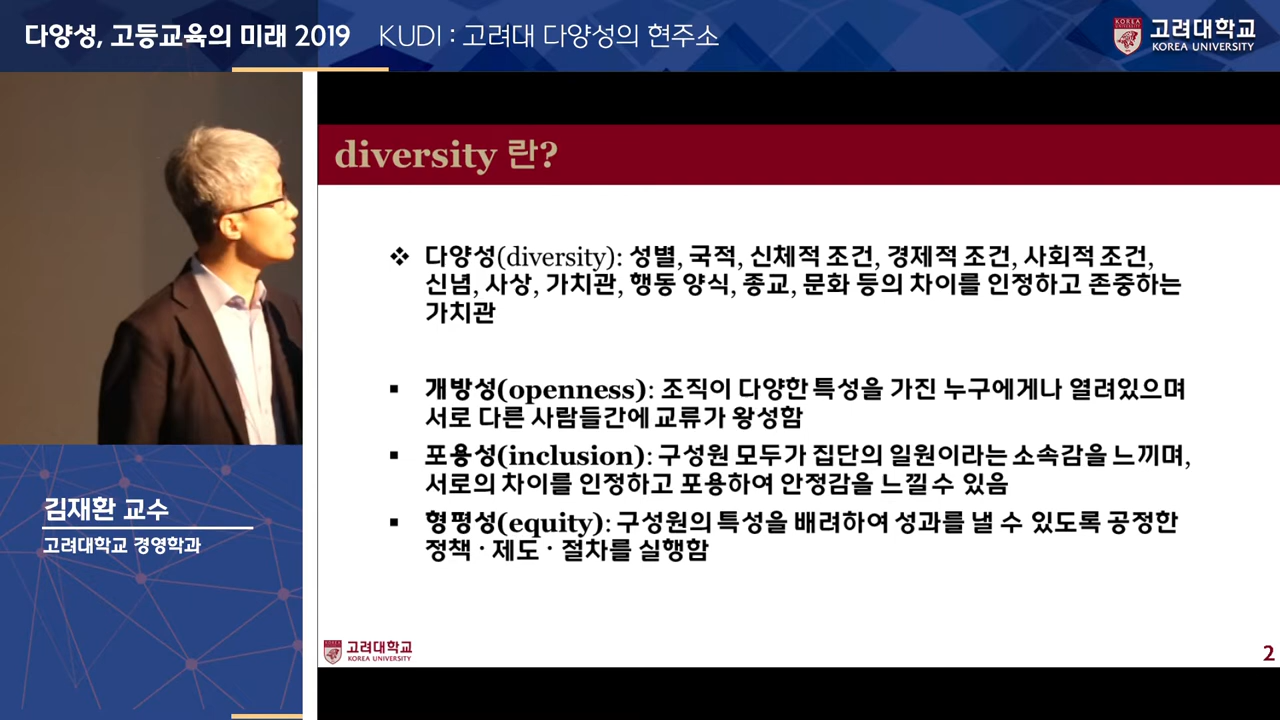 다양성, 고등교육의 미래 2019 KUDI : 고려대 다양성의 현주소
KOREA
고려대학교
KOREA UNIVERSITY
diversity 란?
❖ 다양성(diversity): 성별, 국적, 신체적 조건, 경제적 조건, 사회적 조건,
신념, 사상, 가치관, 행동 양식, 종교, 문화 등의 차이를 인정하고 존중하는
가치관
▪ 개방성(openness): 조직이 다양한 특성을 가진 누구에게나 열려있으며
서로 다른 사람들간에 교류가 왕성함
▪ 포용성(inclusion): 구성원 모두가 집단의 일원이라는 소속감을 느끼며,
서로의 차이를 인정하고 포용하여 안정감을 느낄 수 있음
▪ 형평성(equity): 구성원의 특성을 배려하여 성과를 낼 수 있도록 공정한
정책 · 제도 · 절차를 실행함
김재환 교수
고려대학교 경영학과
고려대학교
KOREA UNIVERSITY
2